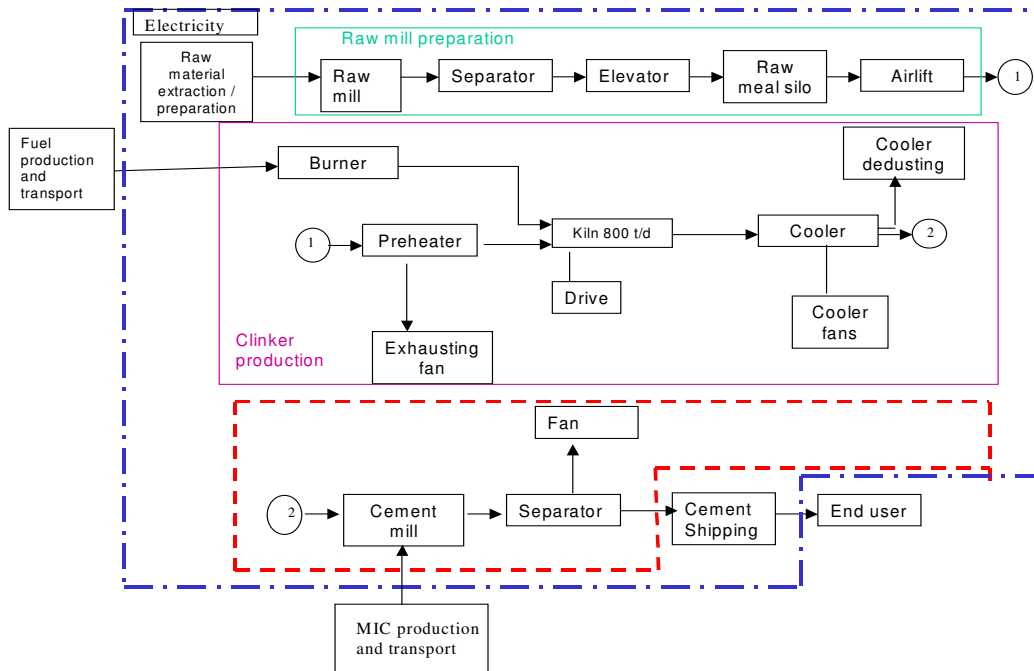 Electricity
Raw mill preparation
Raw
material
extraction /
preparation
Raw
mill
Separator
Elevator
Raw
meal silo
Airlift
1
Fuel
production
and
transport
Burner
Cooler
dedusting
1
Preheater
Kiln 800 t/d
Cooler
2
Drive
Cooler
fans
Clinker
production
Exhausting
fan
Fan
2
Cement
mill
Separator
Cement
Shipping
End user
MIC production
and transport